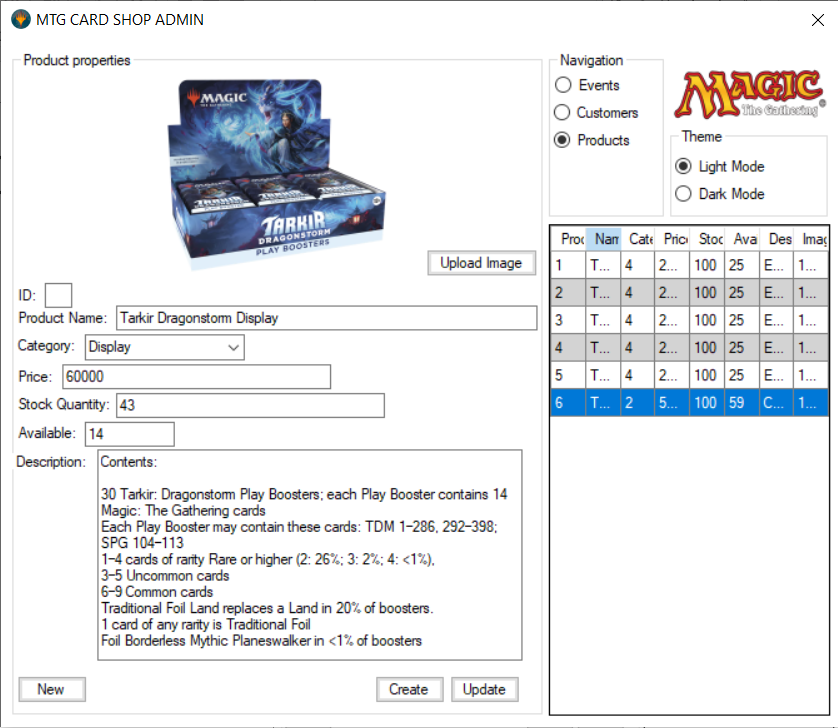 MTG CARD SHOP ADMIN
Product properties
MAGIC
TARKIR
DRAGONSTORM
PLAY BOOSTERS
Upload Image
ID:
Product Name: Tarkir Dragonstorm Display
Category: Display
Price: 60000
Stock Quantity: 43
Available: 14
Description: Contents:
30 Tarkir: Dragonstorm Play Boosters; each Play Booster contains 14
Magic: The Gathering cards
Each Play Booster may contain these cards: TDM 1–286, 292–398;
SPG 104–113
1–4 cards of rarity Rare or higher (2: 26%; 3: 2%; 4: <1%),
3–5 Uncommon cards
6–9 Common cards
Traditional Foil Land replaces a Land in 20% of boosters.
1 card of any rarity is Traditional Foil
Foil Borderless Mythic Planeswalker in <1% of boosters
New Create Update
Navigation
Events
Customers
Products
MAGIC
The Gathering®
Theme
Light Mode
Dark Mode
Proc Nam Cate Price Stoc Ava Des Imag
1 T... 4 2... 100 25 E... 1...
2 T... 4 2... 100 25 E... 1...
3 T... 4 2... 100 25 E... 1...
4 T... 4 2... 100 25 E... 1...
5 T... 4 2... 100 25 E... 1...
6 T... 2 5... 100 59 C... 1...